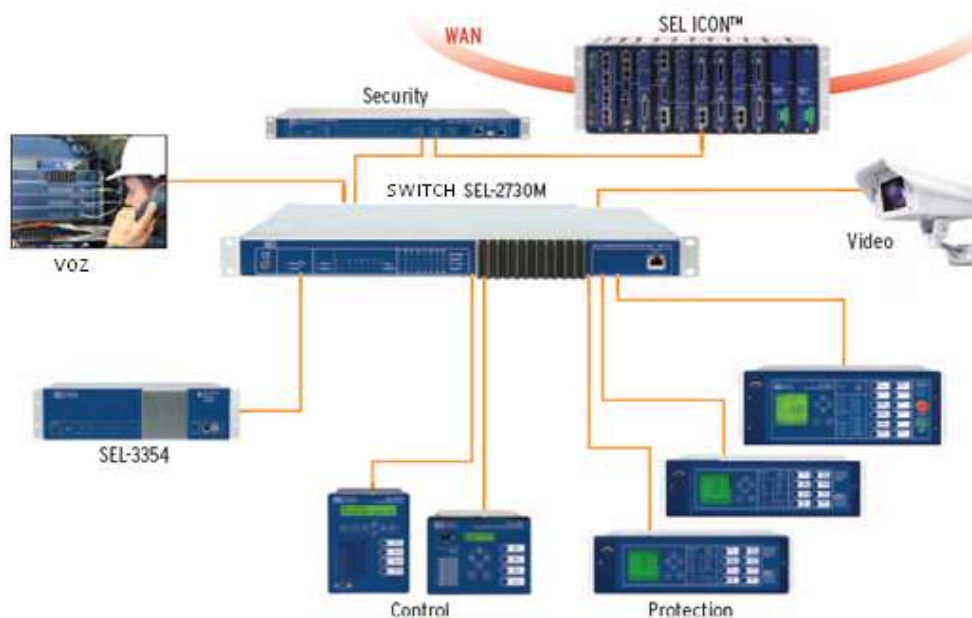 SEL ICON™
WAN
Security
SWITCH SEL-2730M
VOZ
Video
SEL-3354
Control
Protection